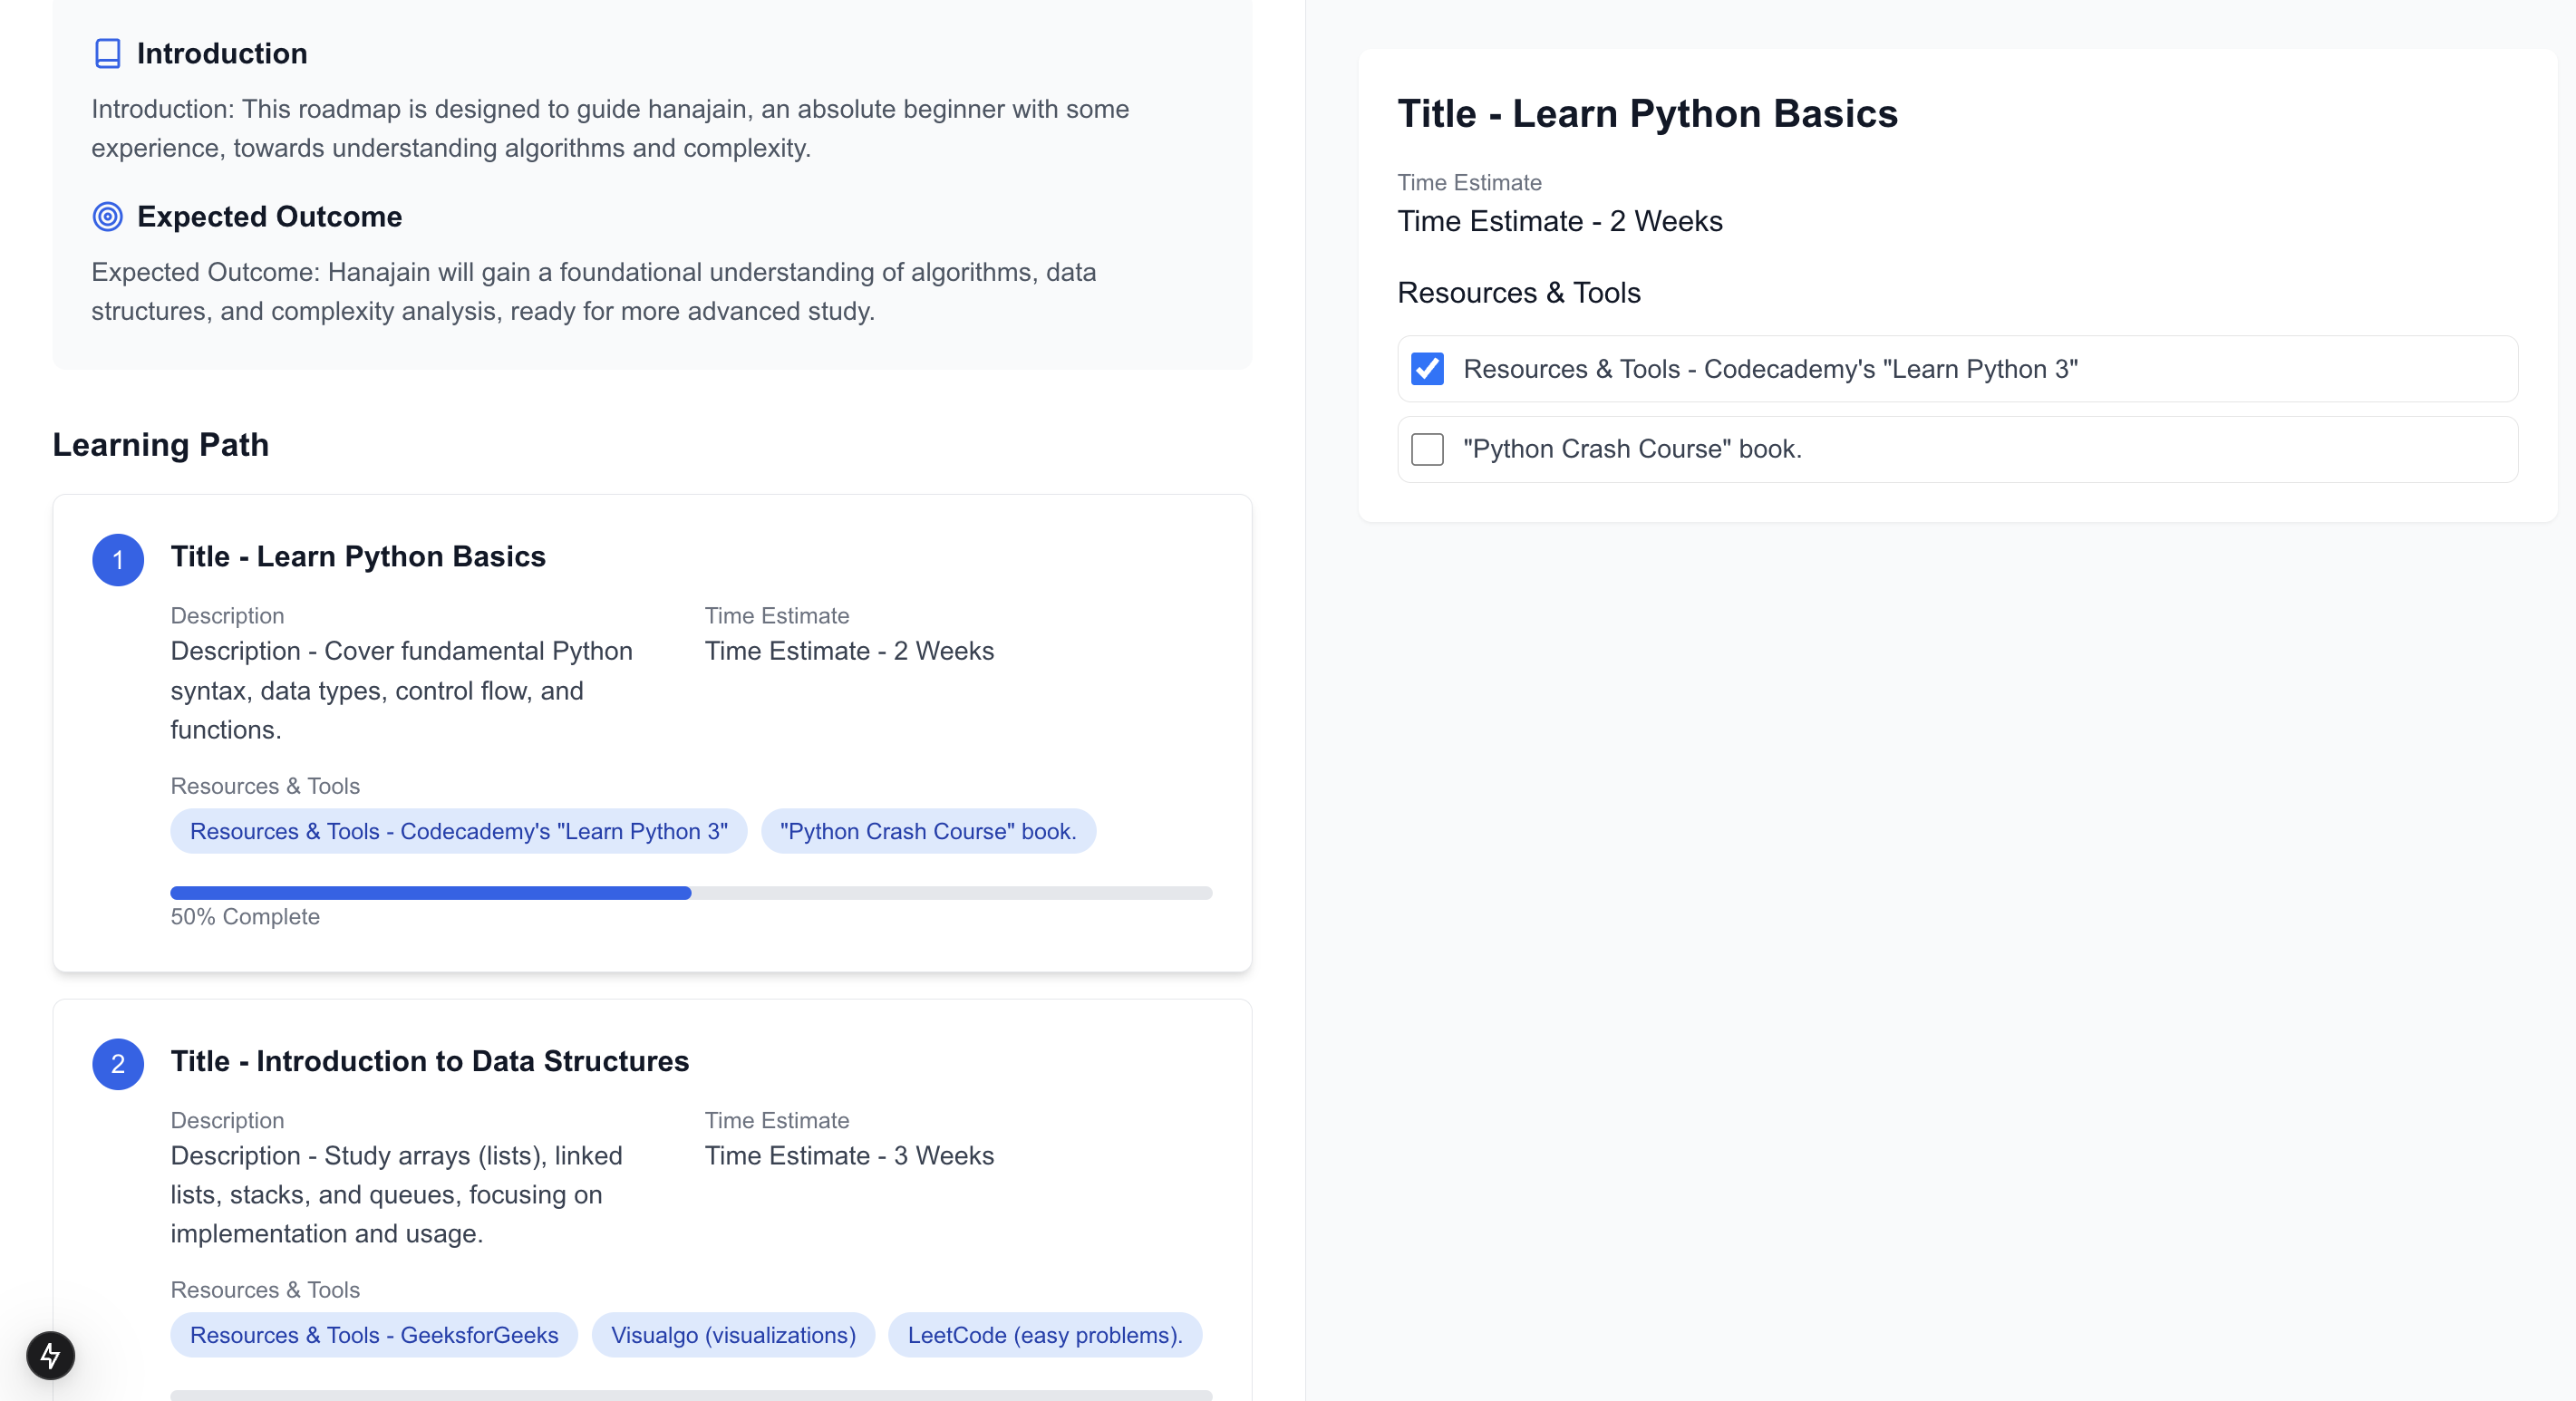 Introduction
Introduction: This roadmap is designed to guide hanajain, an absolute beginner with some
experience, towards understanding algorithms and complexity.
Expected Outcome
Expected Outcome: Hanajain will gain a foundational understanding of algorithms, data
structures, and complexity analysis, ready for more advanced study.
Learning Path
1
Title - Learn Python Basics
Description
Description - Cover fundamental Python
syntax, data types, control flow, and
functions.
Time Estimate
Time Estimate - 2 Weeks
Resources & Tools
Resources & Tools - Codecademy's "Learn Python 3"
"Python Crash Course" book.
50% Complete
2
Title - Introduction to Data Structures
Description
Description - Study arrays (lists), linked
lists, stacks, and queues, focusing on
implementation and usage.
Time Estimate
Time Estimate - 3 Weeks
Resources & Tools
Resources & Tools - GeeksforGeeks
Visualgo (visualizations)
LeetCode (easy problems).
Title - Learn Python Basics
Time Estimate
Time Estimate - 2 Weeks
Resources & Tools
Resources & Tools - Codecademy's "Learn Python 3"
"Python Crash Course" book.